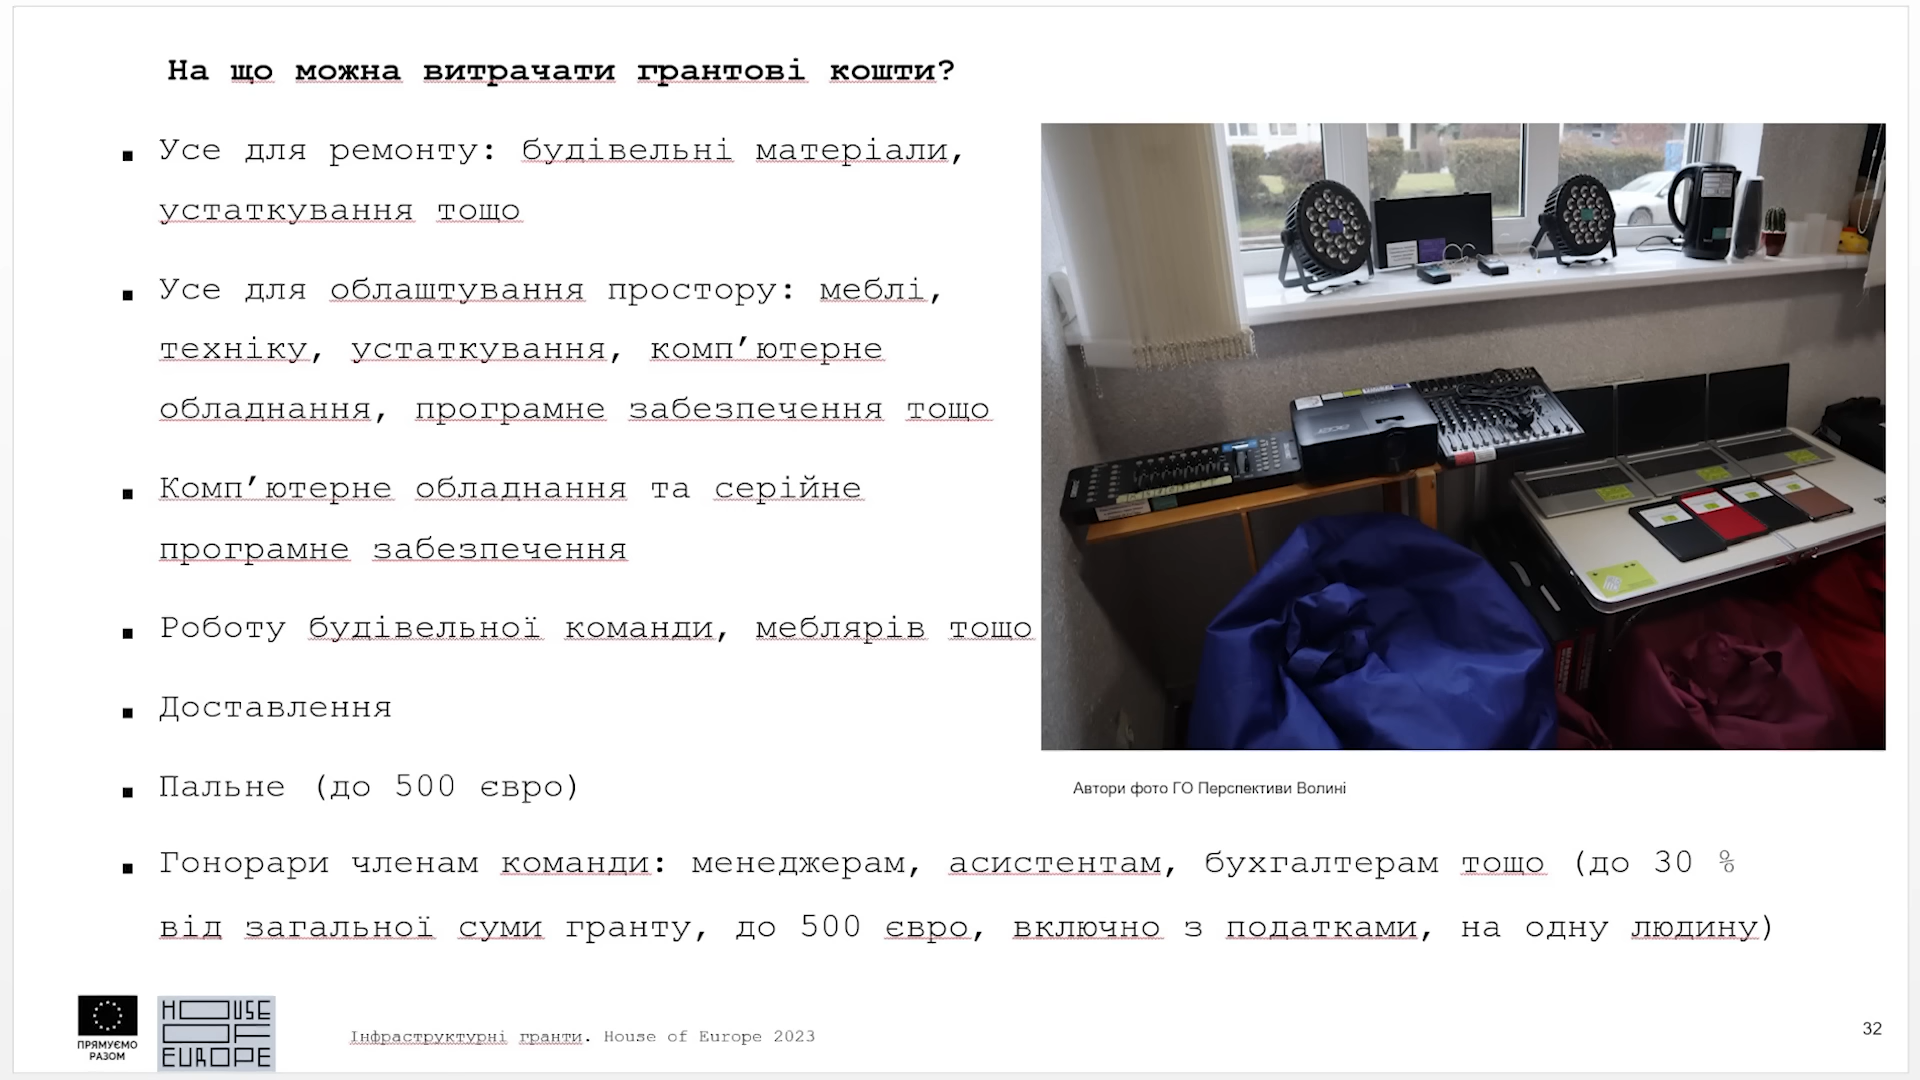 На що можна витрачати грантові кошти?
▪ Усе для ремонту: будівельні матеріали,
устаткування тощо
▪ Усе для облаштування простору: меблі,
техніку, устаткування, комп’ютерне
обладнання, програмне забезпечення тощо
▪ Комп’ютерне обладнання та серійне
програмне забезпечення
▪ Роботу будівельної команди, меблярів тощо
▪ Доставлення
▪ Пальне (до 500 євро)
▪ Гонорари членам команди: менеджерам, асистентам, бухгалтерам тощо (до 30 %
від загальної суми гранту, до 500 євро, включно з податками, на одну людину)
acer
Автори фото ГО Перспективи Волині
ПРЯМУЄМО
РАЗОМ
HOUSE
OF
EUROPE
Інфраструктурні гранти. House of Europe 2023
32